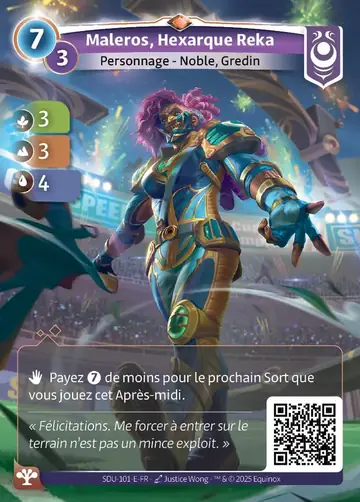 7
Maleros, Hexarque Reka
3
Personnage - Noble, Gredin
3
3
4
SPEE
Payez 7 de moins pour le prochain Sort que
vous jouez cet Après-midi.
« Félicitations. Me forcer à entrer sur le
terrain n'est pas un mince exploit. »
SDU-101-E-FR - Justice Wong - ™ & © 2025 Equinox